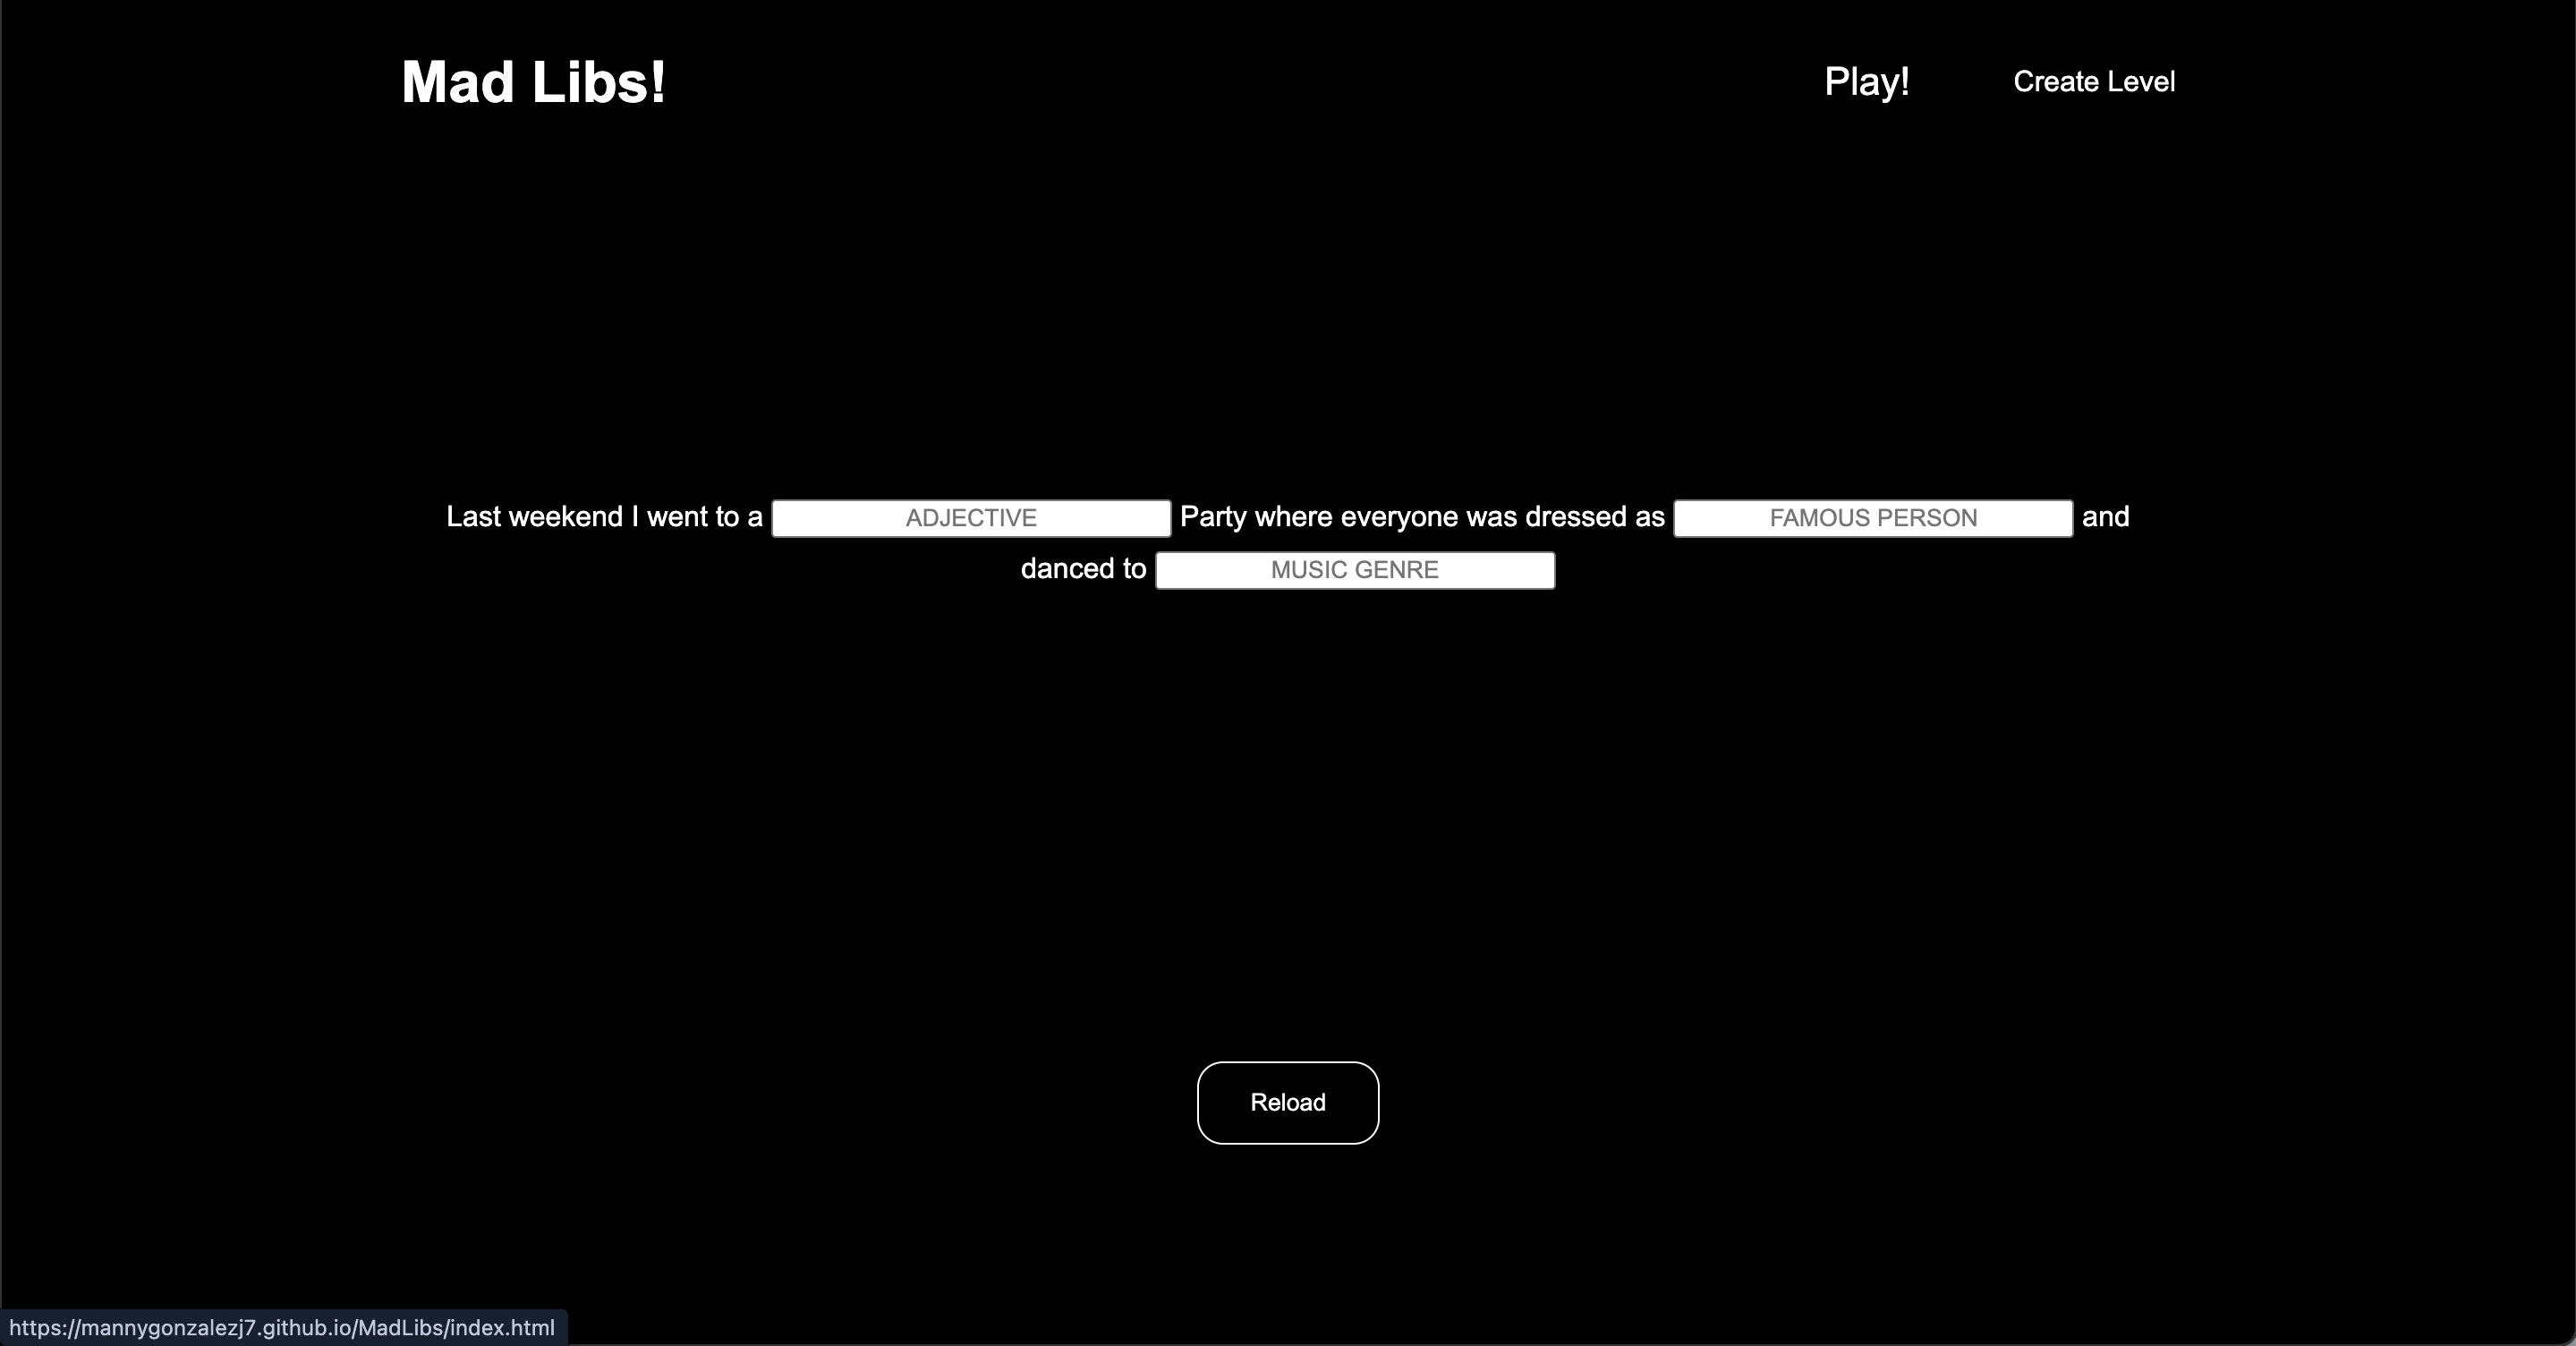 Mad Libs! Play! Create Level
Last weekend I went to a ADJECTIVE Party where everyone was dressed as FAMOUS PERSON and
danced to MUSIC GENRE
Reload
https://mannygonzalezj7.github.io/MadLibs/index.html